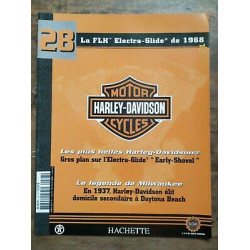 28
La FLH™ Electra-Glide® de 1968
MOTOR
HARLEY-DAVIDSON
CYCLES
Les plus belles Harley-Davidson®
Gros plan sur l'Electra-Glide® "Early-Shovel"
La légende de Milwaukee
En 1937 Harley-Davidson élit
domicile secondaire à Daytona Beach
HACHETTE